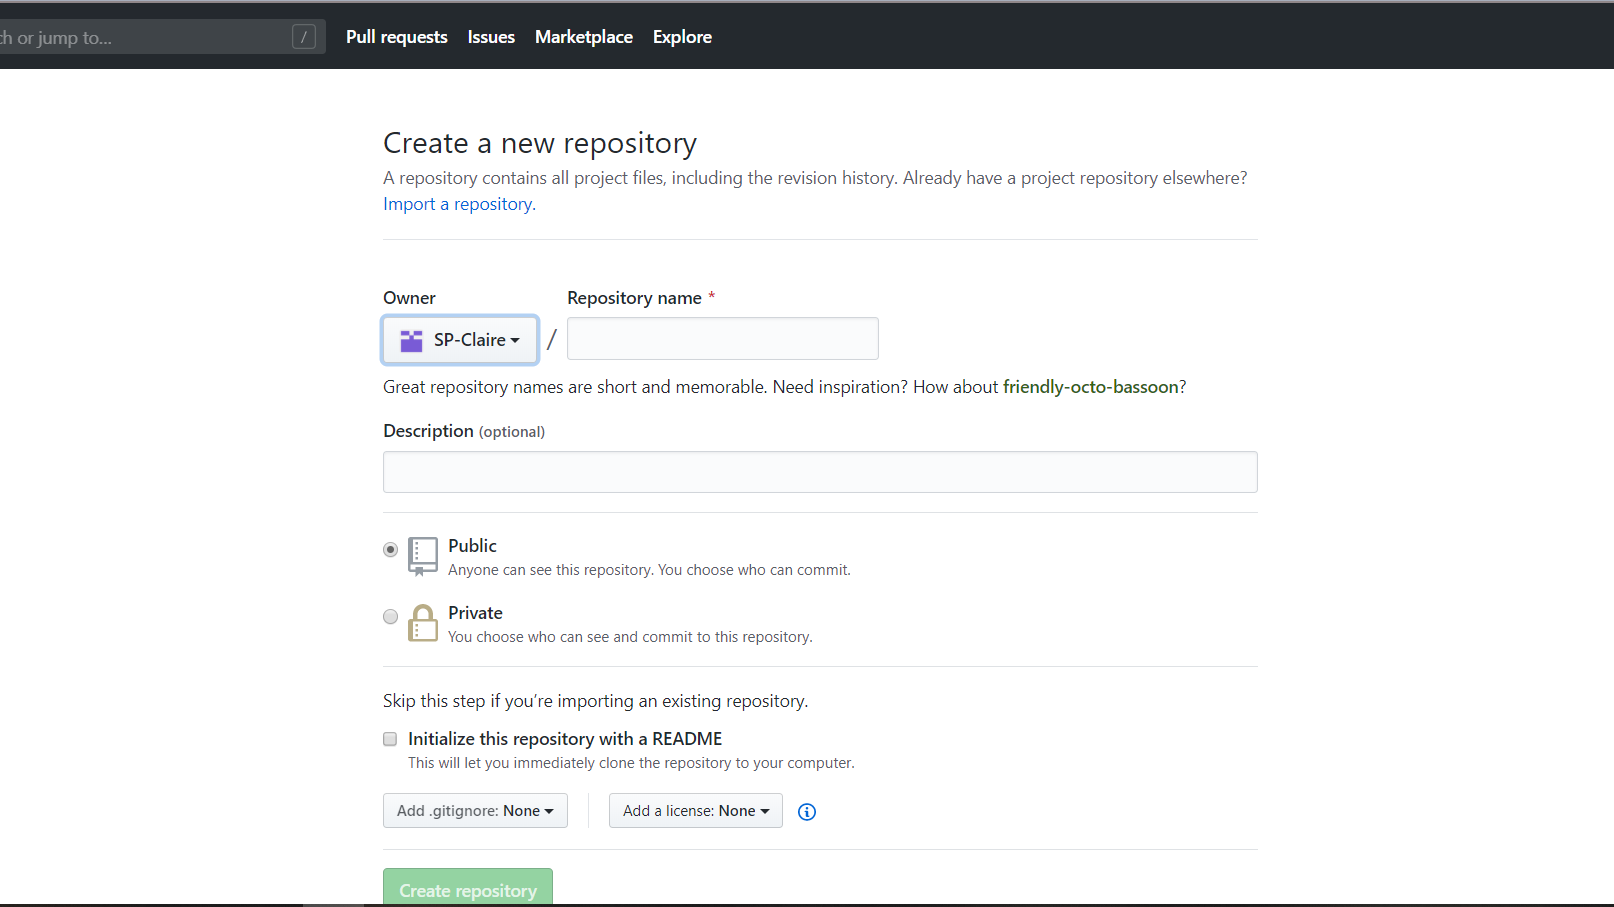 or jump to...
/
Pull requests Issues Marketplace Explore
Create a new repository
A repository contains all project files, including the revision history. Already have a project repository elsewhere?
Import a repository.
Owner Repository name *
SP-Claire /
Great repository names are short and memorable. Need inspiration? How about friendly-octo-bassoon?
Description (optional)
Public
Anyone can see this repository. You choose who can commit.
Private
You choose who can see and commit to this repository.
Skip this step if you’re importing an existing repository.
Initialize this repository with a README
This will let you immediately clone the repository to your computer.
Add .gitignore: None Add a license: None
Create repository